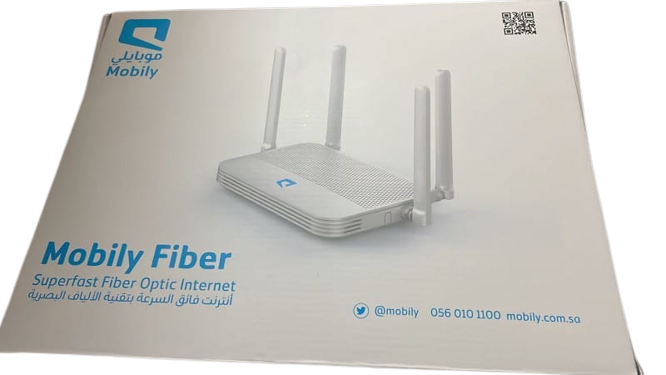 موبايلي
Mobily
Mobily Fiber
Superfast Fiber Optic Internet
أنترنت فائق السرعة بتقنية الألياف البصرية
@mobily 056 010 1100 mobily.com.sa